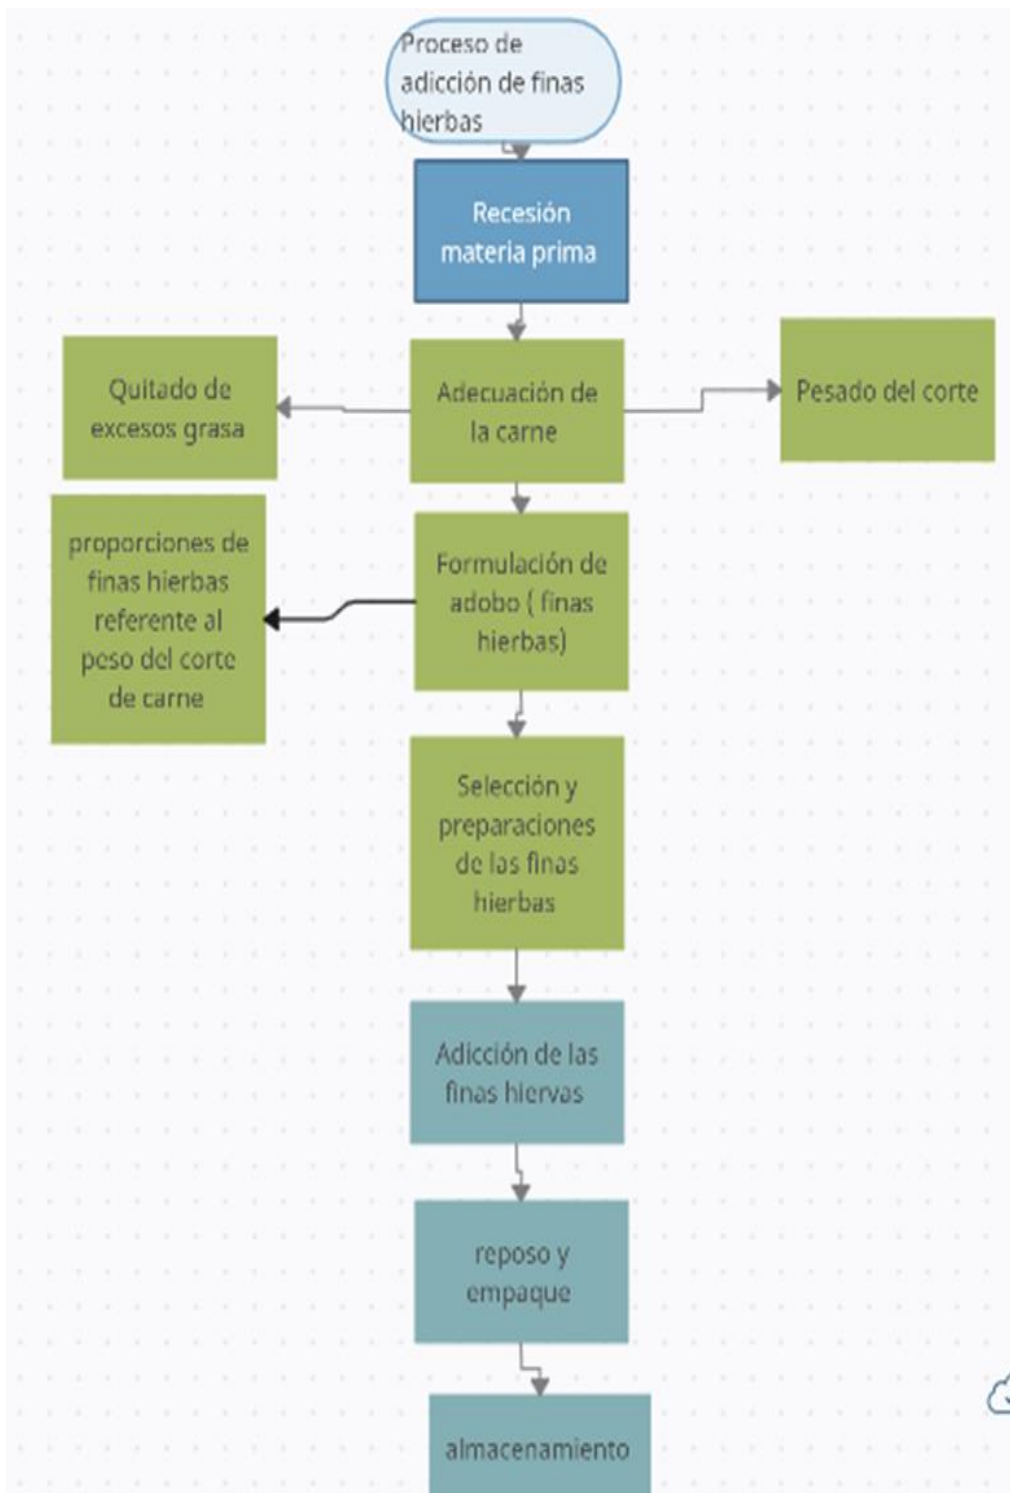 Proceso de
adicción de finas
hierbas
Recesión
materia prima
Quitado de
excesos grasa
Adecuación de
la carne
Pesado del corte
proporciones de
finas hierbas
referente al
peso del corte
de carne
Formulación de
adobo ( finas
hierbas)
Selección y
preparaciones
de las finas
hierbas
Adicción de las
finas hiervas
reposo y
empaque
almacenamiento